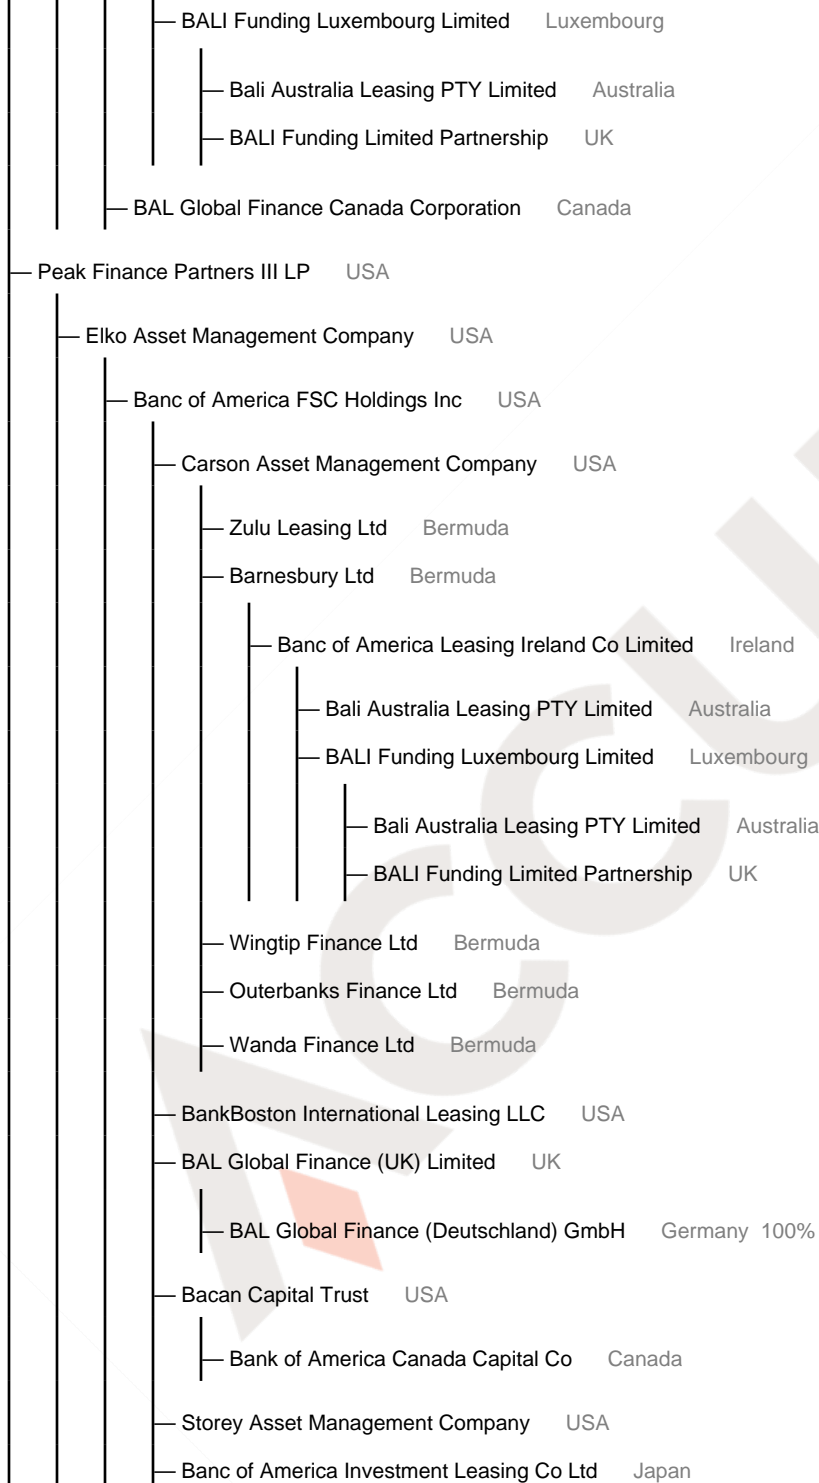 BALI Funding Luxembourg Limited Luxembourg
Bali Australia Leasing PTY Limited Australia
BALI Funding Limited Partnership UK
BAL Global Finance Canada Corporation Canada
Peak Finance Partners III LP USA
Elko Asset Management Company USA
Banc of America FSC Holdings Inc USA
Carson Asset Management Company USA
Zulu Leasing Ltd Bermuda
Barnesbury Ltd Bermuda
Banc of America Leasing Ireland Co Limited Ireland
Bali Australia Leasing PTY Limited Australia
BALI Funding Luxembourg Limited Luxembourg
Bali Australia Leasing PTY Limited Australia
BALI Funding Limited Partnership UK
Wingtip Finance Ltd Bermuda
Outerbanks Finance Ltd Bermuda
Wanda Finance Ltd Bermuda
BankBoston International Leasing LLC USA
BAL Global Finance (UK) Limited UK
BAL Global Finance (Deutschland) GmbH Germany 100%
Bacan Capital Trust USA
Bank of America Canada Capital Co Canada
Storey Asset Management Company USA
Banc of America Investment Leasing Co Ltd Japan